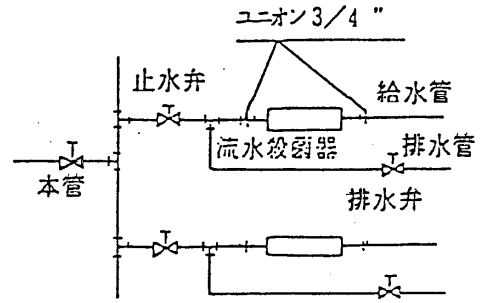 ユニオン3/4 ”
止水弁
給水管
流水殺菌器
排水管
本管
排水弁